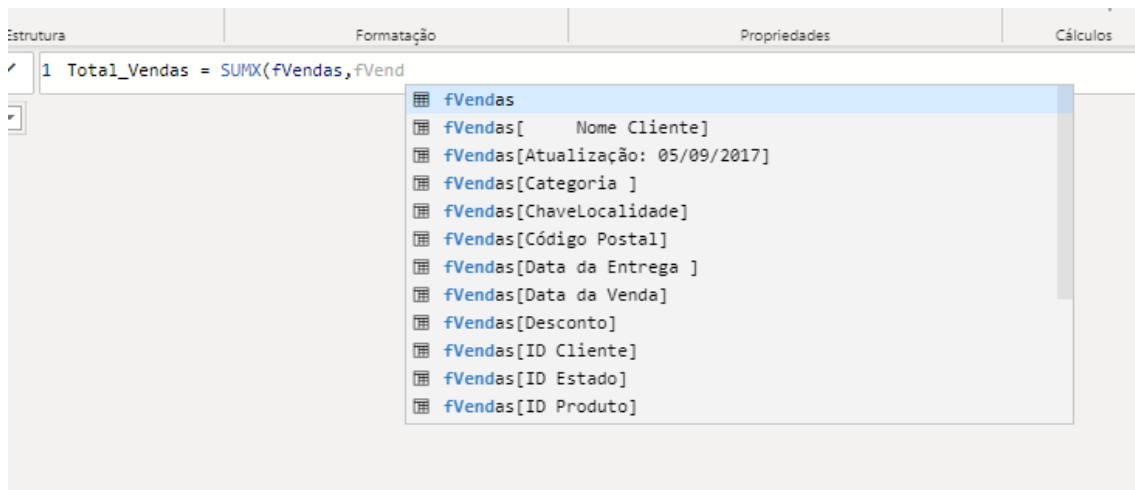 Estrutura
Formatação
Propriedades
Cálculos
1 Total_Vendas = SUMX(fVendas,fVend
fVendas
fVendas[     Nome Cliente]
fVendas[Atualização: 05/09/2017]
fVendas[Categoria ]
fVendas[ChaveLocalidade]
fVendas[Código Postal]
fVendas[Data da Entrega ]
fVendas[Data da Venda]
fVendas[Desconto]
fVendas[ID Cliente]
fVendas[ID Estado]
fVendas[ID Produto]